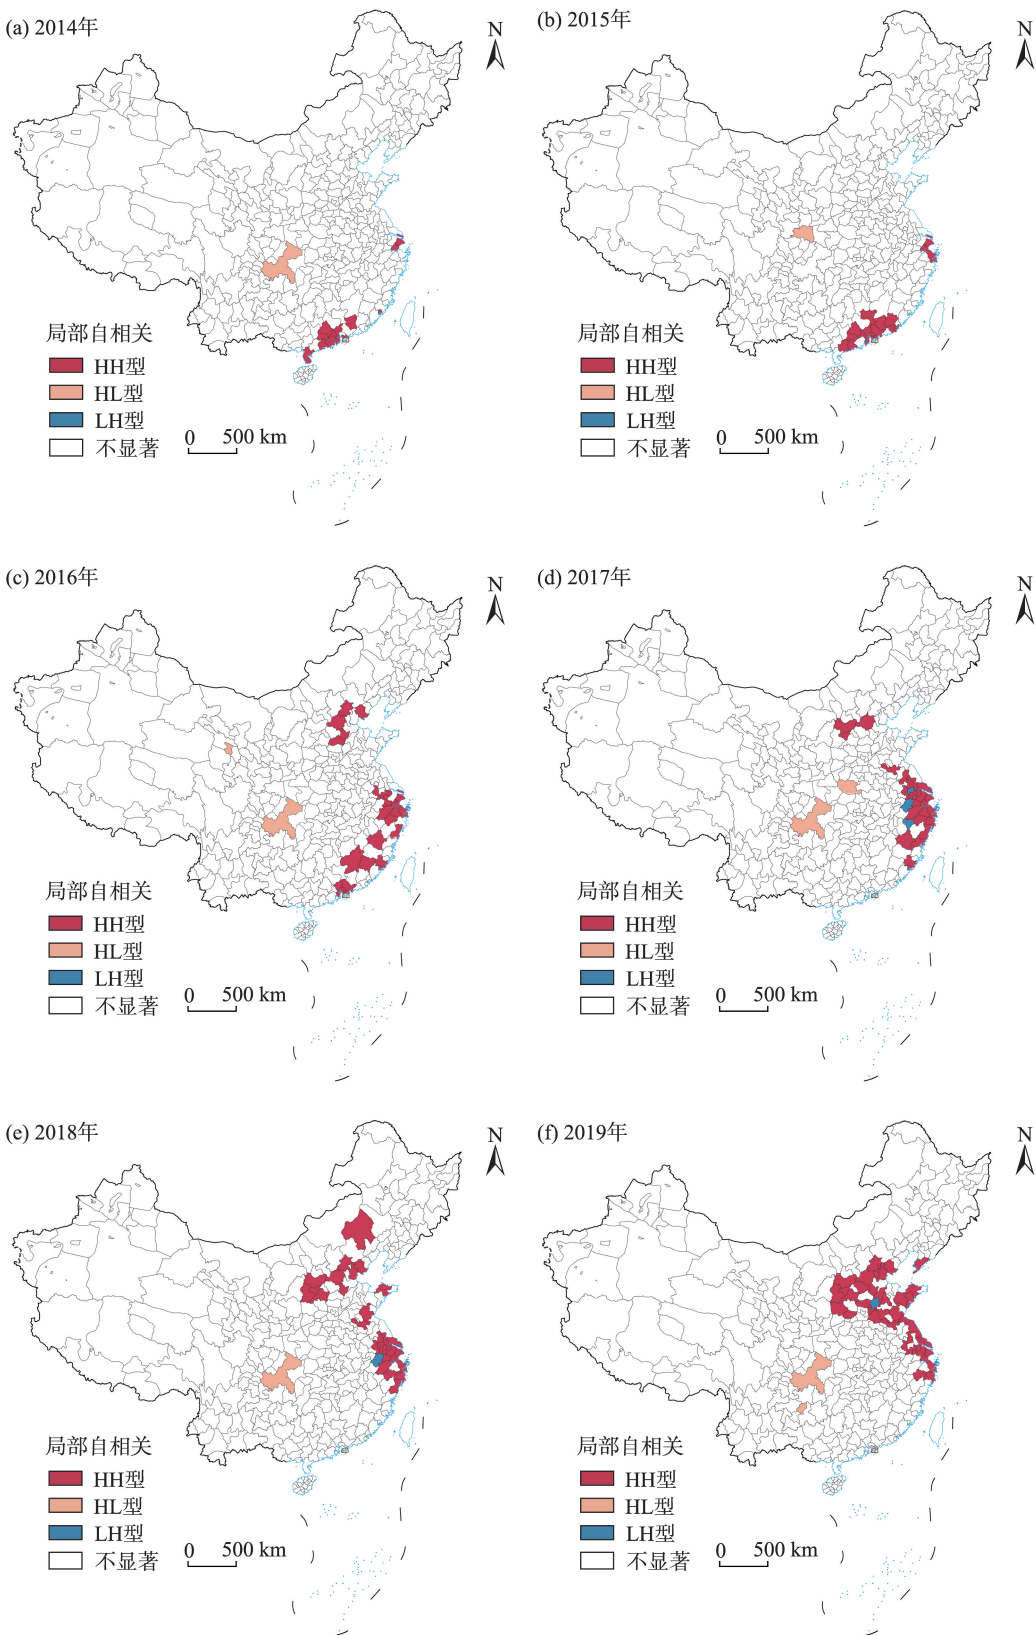 (a) 2014年
N
局部自相关
HH型
HL型
LH型
不显著
0 500 km
(b) 2015年
N
局部自相关
HH型
HL型
LH型
不显著
0 500 km
(c) 2016年
N
局部自相关
HH型
HL型
LH型
不显著
0 500 km
(d) 2017年
N
局部自相关
HH型
HL型
LH型
不显著
0 500 km
(e) 2018年
N
局部自相关
HH型
HL型
LH型
不显著
0 500 km
(f) 2019年
N
局部自相关
HH型
HL型
LH型
不显著
0 500 km